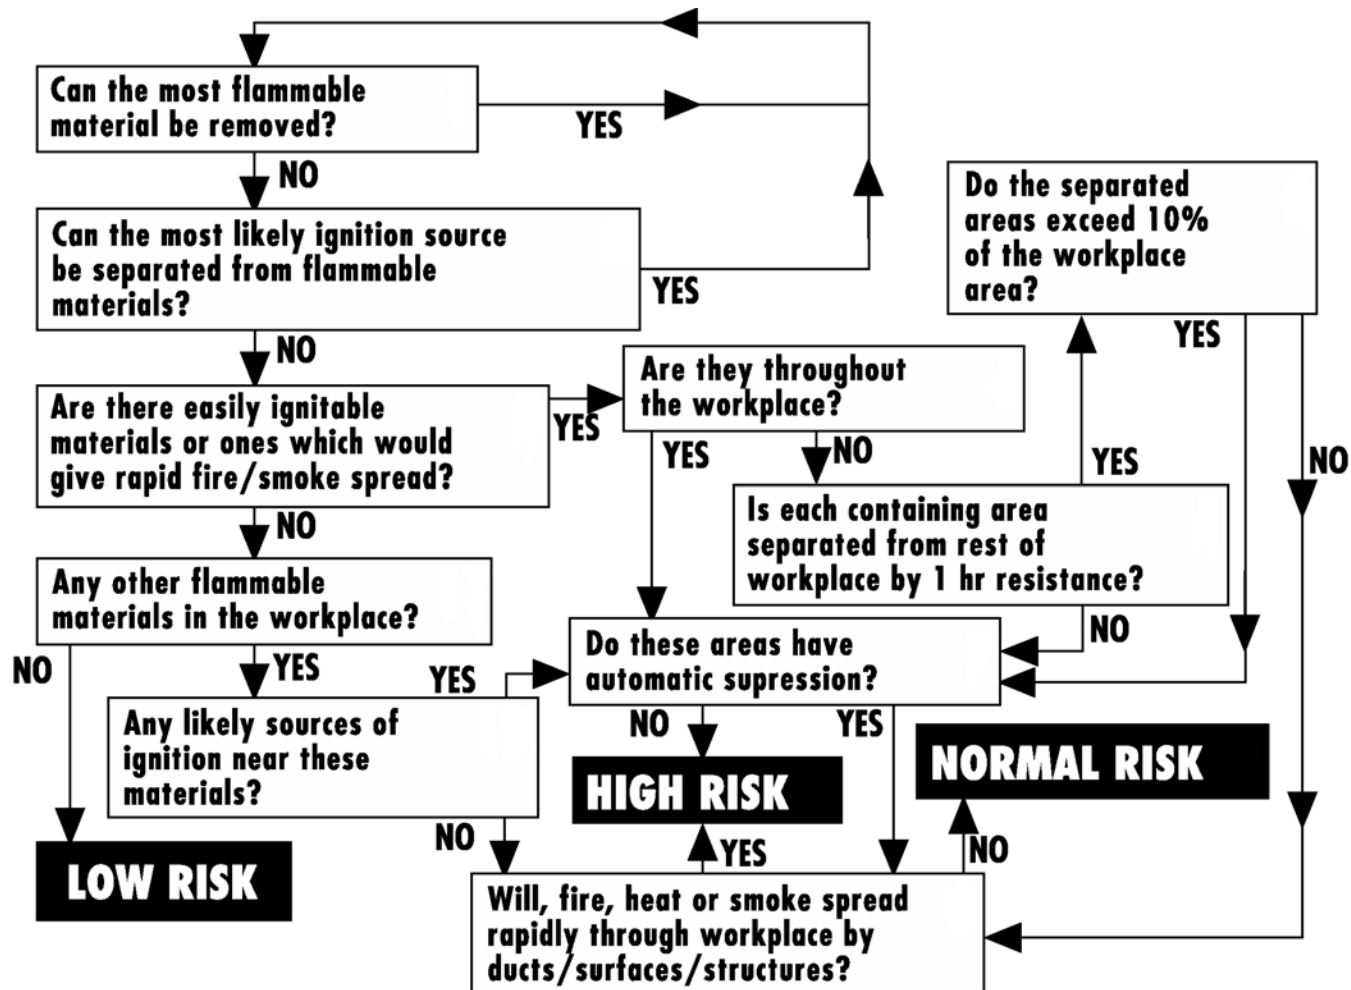 Can the most flammable
material be removed?
YES
NO
Can the most likely ignition source
be separated from flammable
materials?
YES
NO
Do the separated
areas exceed 10%
of the workplace
area?
YES
NO
Are there easily ignitable
materials or ones which would
give rapid fire/smoke spread?
YES
NO
Are they throughout
the workplace?
YES
NO
YES
Is each containing area
separated from rest of
workplace by 1 hr resistance?
NO
Any other flammable
materials in the workplace?
NO
YES
Any likely sources of
ignition near these
materials?
YES
NO
Do these areas have
automatic supression?
NO
YES
LOW RISK
HIGH RISK
NORMAL RISK
YES
NO
Will, fire, heat or smoke spread
rapidly through workplace by
ducts/surfaces/structures?